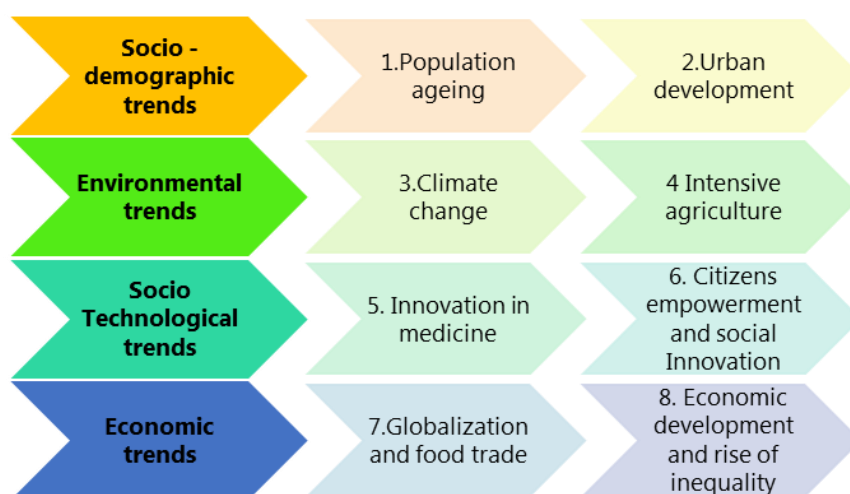 Socio -
demographic
trends
1.Population
ageing
2.Urban
development
Environmental
trends
3.Climate
change
4 Intensive
agriculture
Socio
Technological
trends
5. Innovation in
medicine
6. Citizens
empowerment
and social
Innovation
Economic
trends
7.Globalization
and food trade
8. Economic
development
and rise of
inequality